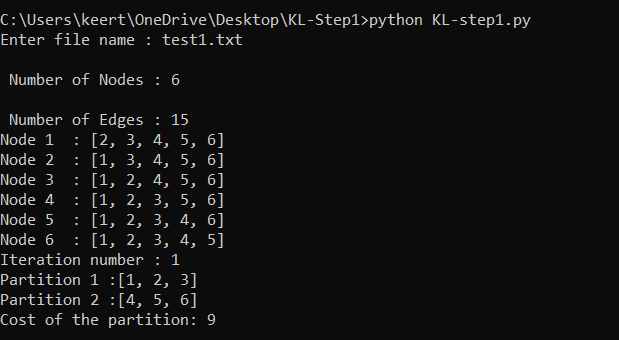 C:\Users\keert\OneDrive\Desktop\KL-Step1>python KL-step1.py
Enter file name : test1.txt
Number of Nodes : 6
Number of Edges : 15
Node 1  : [2, 3, 4, 5, 6]
Node 2  : [1, 3, 4, 5, 6]
Node 3  : [1, 2, 4, 5, 6]
Node 4  : [1, 2, 3, 5, 6]
Node 5  : [1, 2, 3, 4, 6]
Node 6  : [1, 2, 3, 4, 5]
Iteration number : 1
Partition 1 :[1, 2, 3]
Partition 2 :[4, 5, 6]
Cost of the partition: 9